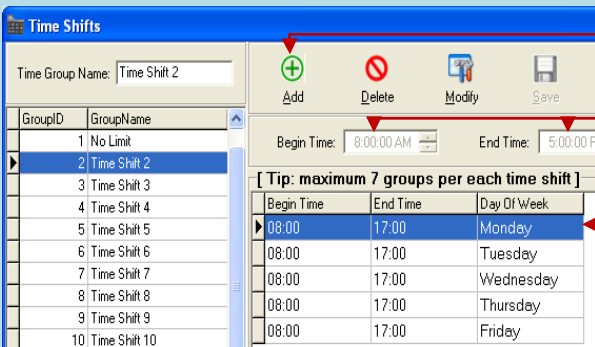 Time Shifts
Time Group Name: Time Shift 2
Add Delete Modify Save
GroupID GroupName
1 No Limit
2 Time Shift 2
3 Time Shift 3
4 Time Shift 4
5 Time Shift 5
6 Time Shift 6
7 Time Shift 7
8 Time Shift 8
9 Time Shift 9
10 Time Shift 10
Begin Time: 8:00:00 AM End Time: 5:00:00
[ Tip: maximum 7 groups per each time shift ]
Begin Time End Time Day Of Week
08:00 17:00 Monday
08:00 17:00 Tuesday
08:00 17:00 Wednesday
08:00 17:00 Thursday
08:00 17:00 Friday